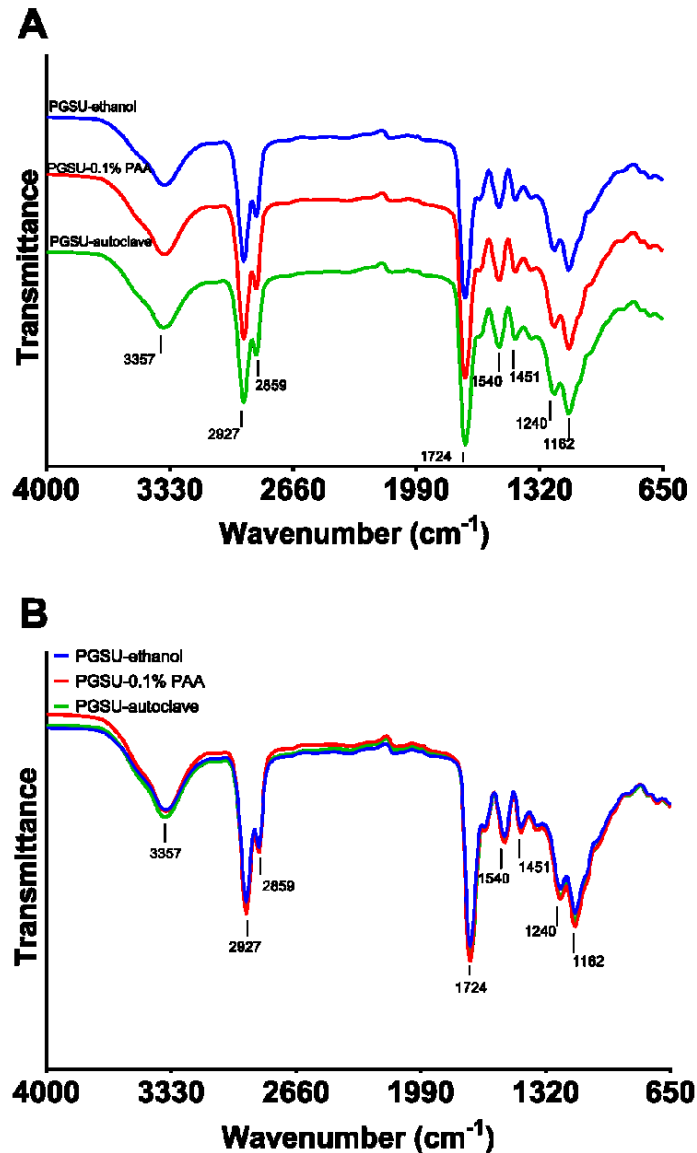 A
PGSU-ethanol
PGSU-0.1% PAA
PGSU-autoclave
Transmittance
3357
2859
2927
1724
1540
1451
1240
1162
4000 3330 2660 1990 1320 650
Wavenumber (cm-1)
B
PGSU-ethanol
PGSU-0.1% PAA
PGSU-autoclave
Transmittance
3357
2859
2927
1724
1540
1451
1240
1162
4000 3330 2660 1990 1320 650
Wavenumber (cm-1)